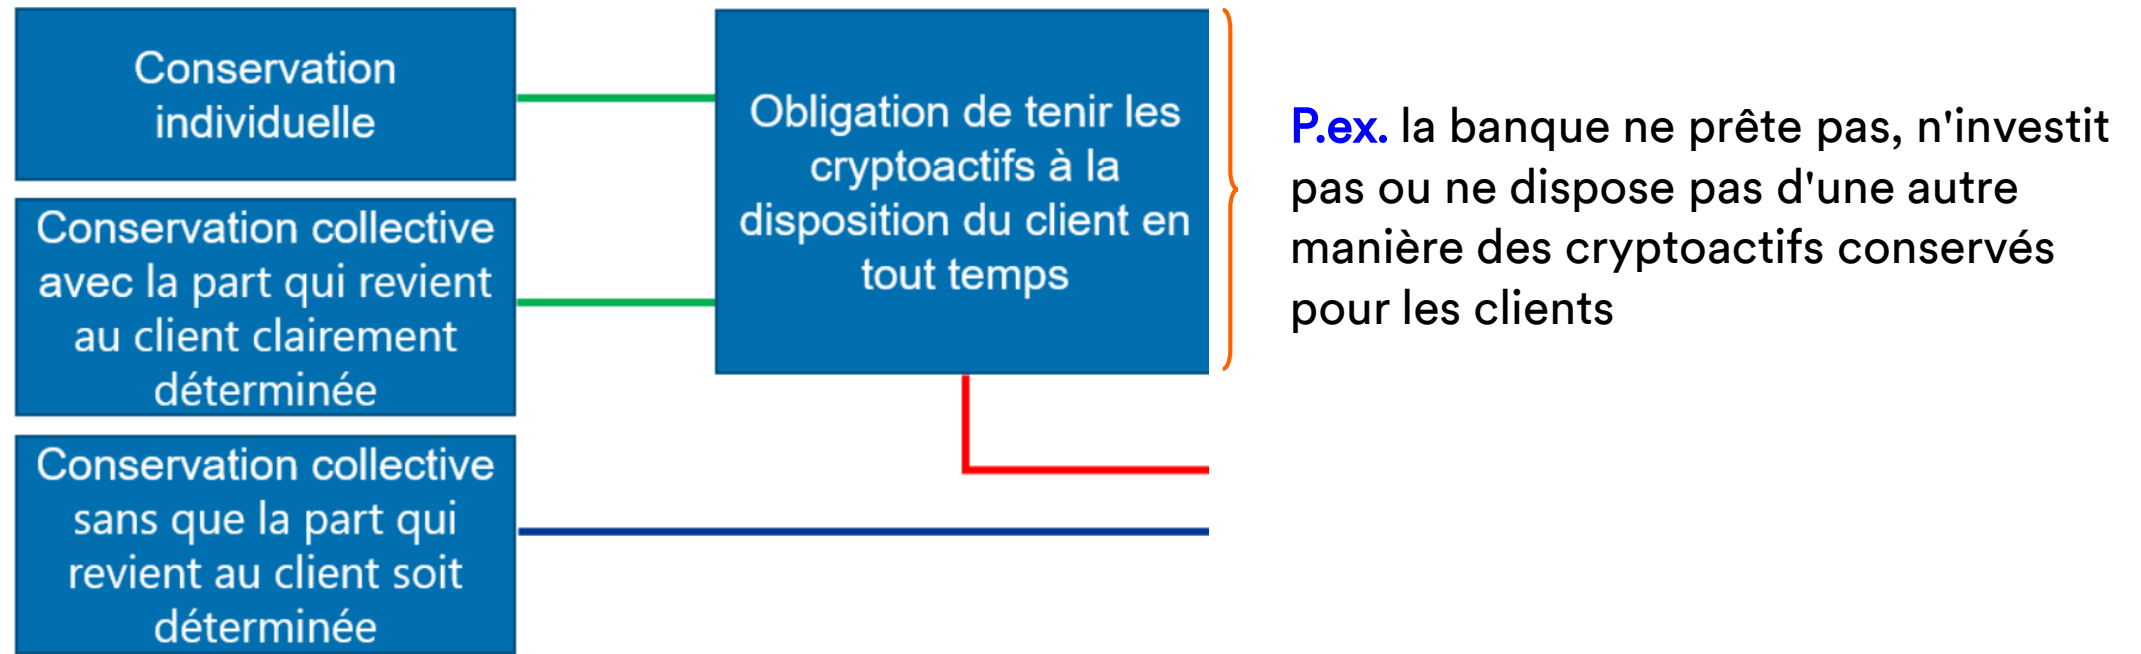 Conservation
individuelle
Conservation collective
avec la part qui revient
au client clairement
déterminée
Conservation collective
sans que la part qui
revient au client soit
déterminée
Obligation de tenir les
cryptoactifs à la
disposition du client en
tout temps
P.ex. la banque ne prête pas, n'investit
pas ou ne dispose pas d'une autre
manière des cryptoactifs conservés
pour les clients